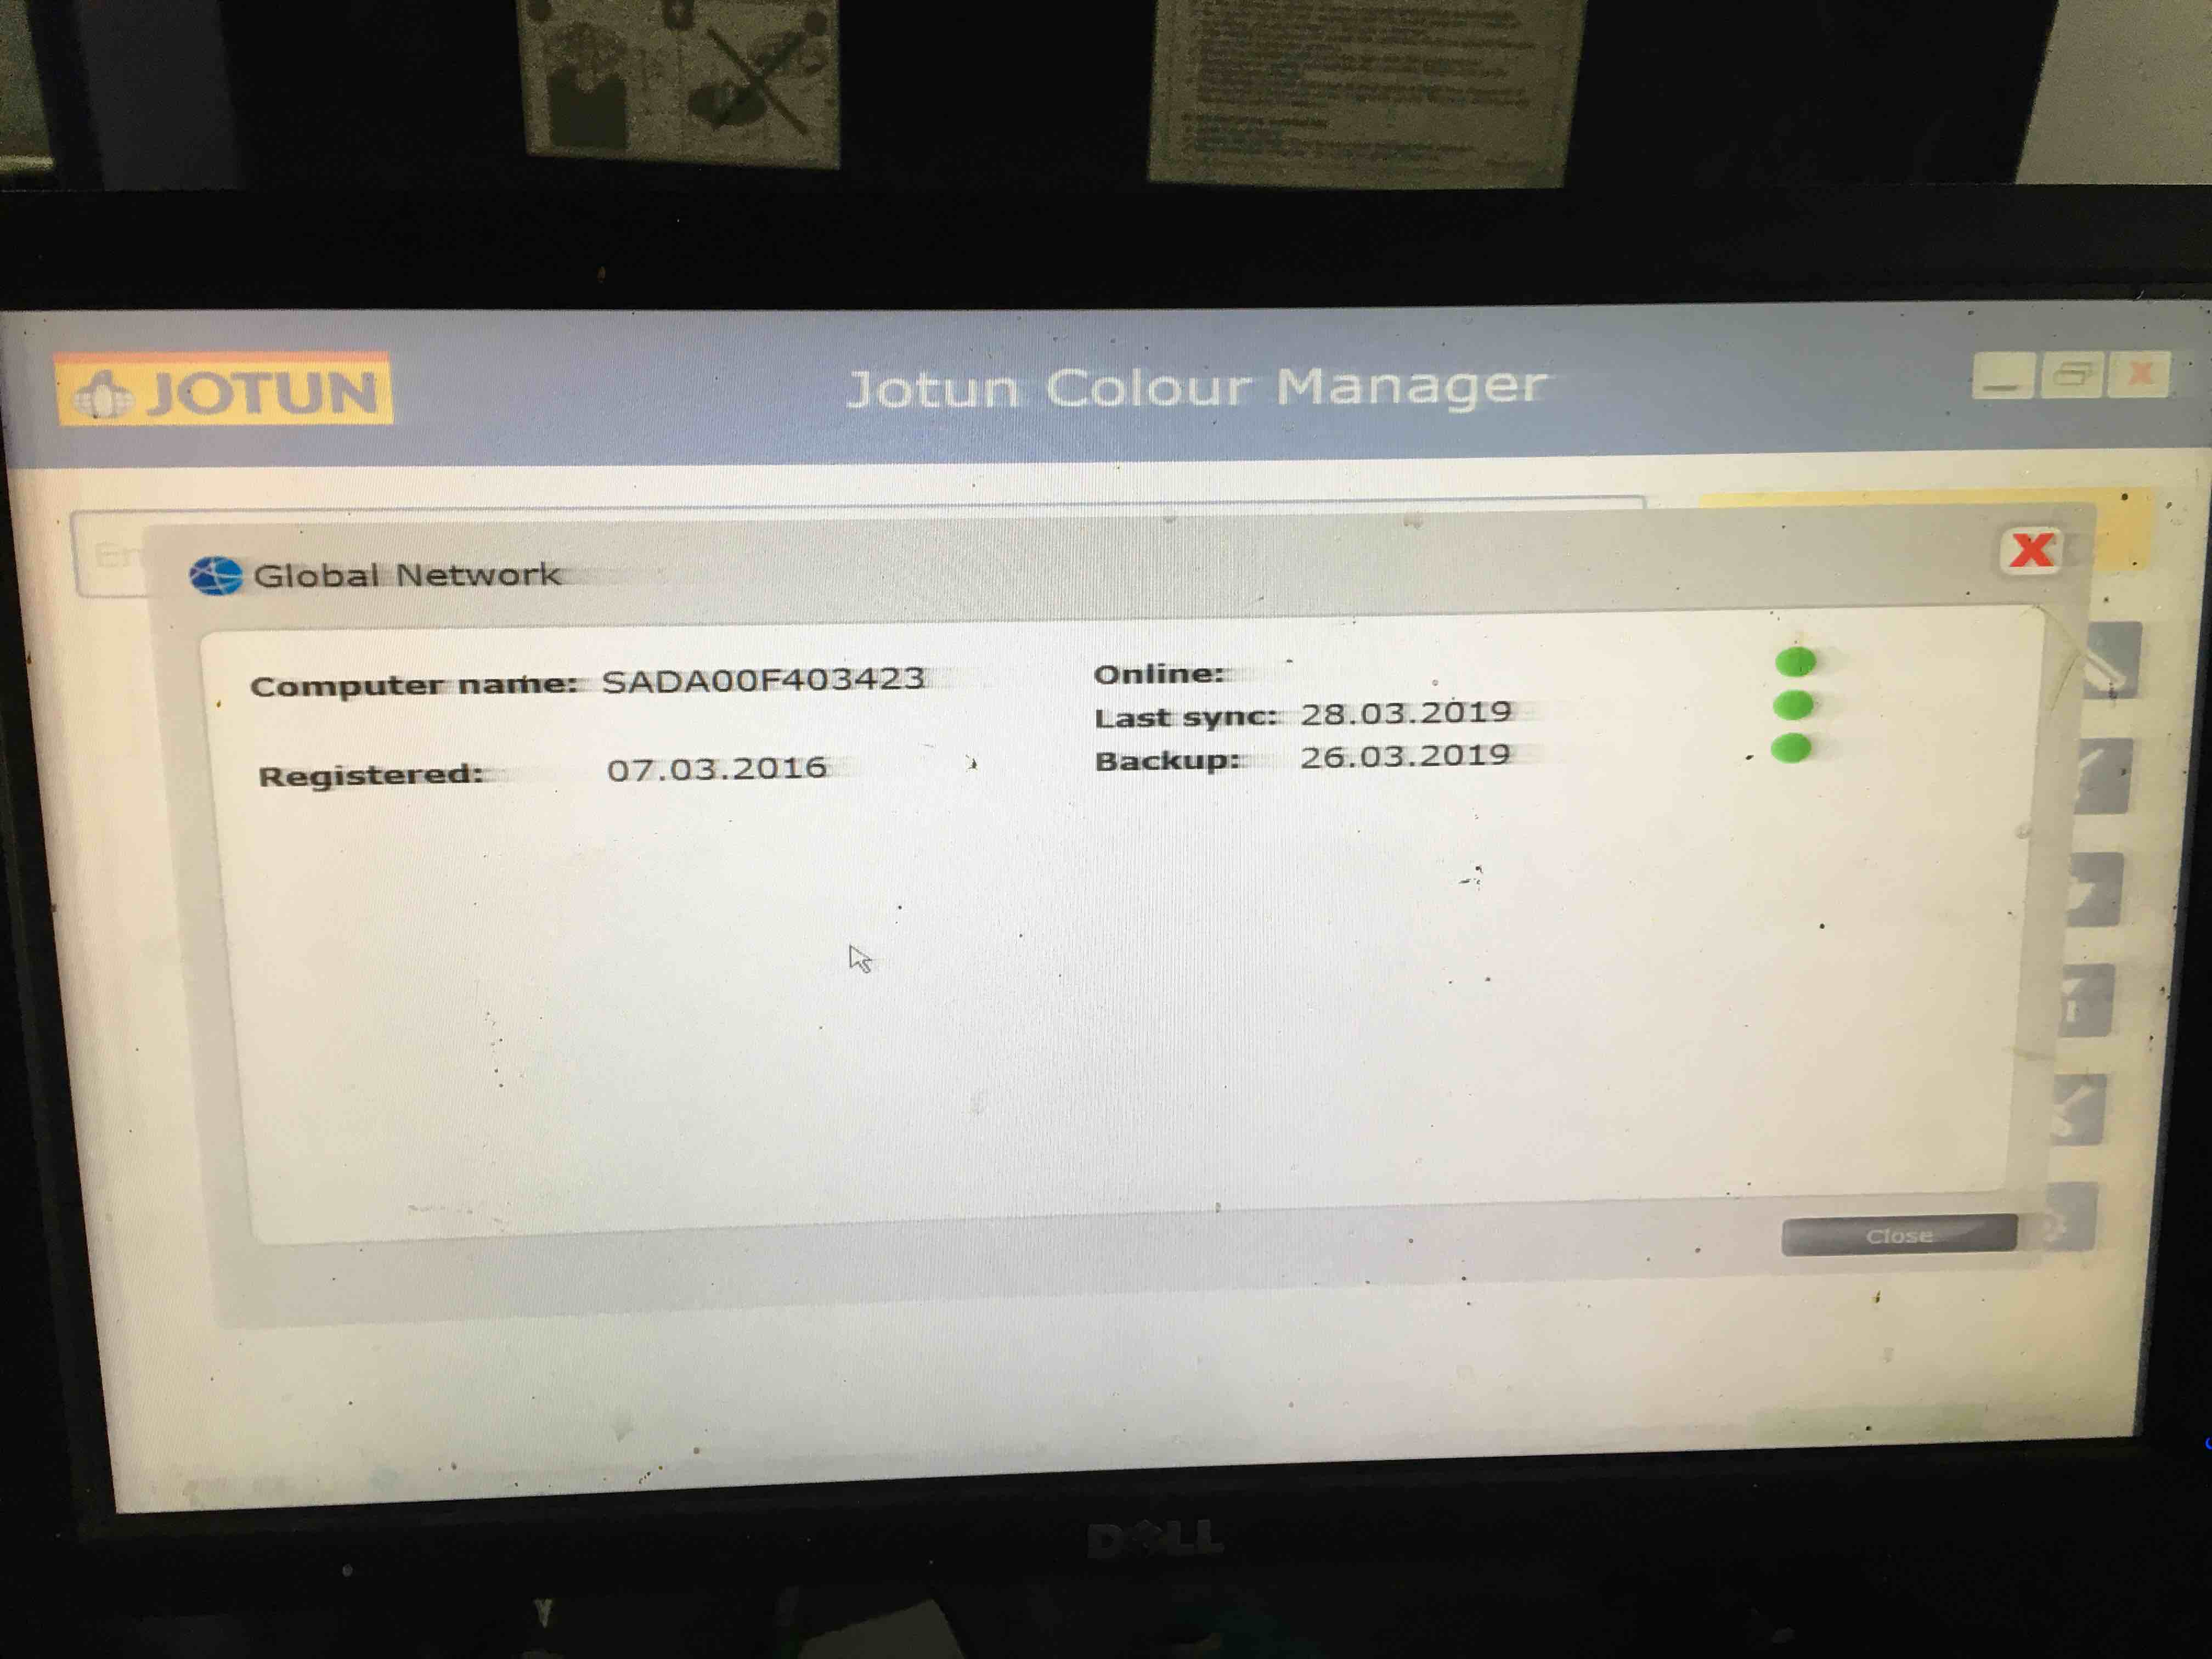 JOTUN
Jotun Colour Manager
X
En
Global Network
X
Computer name: SADA00F403423
Online:
Last sync: 28.03.2019
Registered: 07.03.2016
Backup: 26.03.2019
Close
DELL